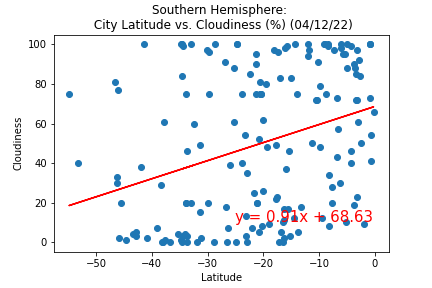 Southern Hemisphere:
City Latitude vs. Cloudiness (%) (04/12/22)
100
80
60
40
20
0
Cloudiness
y = 0.91x + 68.63
−50
−40
−30
−20
−10
0
Latitude